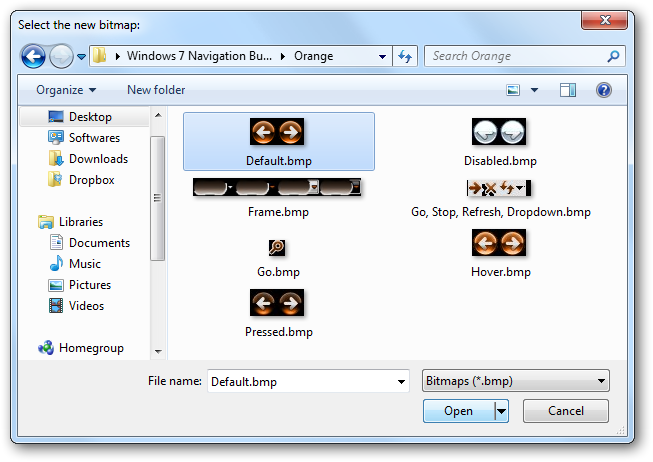 Select the new bitmap:
Windows 7 Navigation Bu... Orange
Search Orange
Organize New folder
Desktop
Softwares
Downloads
Dropbox
Libraries
Documents
Music
Pictures
Videos
Homegroup
Default.bmp Disabled.bmp
Frame.bmp Go, Stop, Refresh, Dropdown.bmp
Go.bmp Hover.bmp
Pressed.bmp
File name: Default.bmp Bitmaps (*.bmp)
Open Cancel